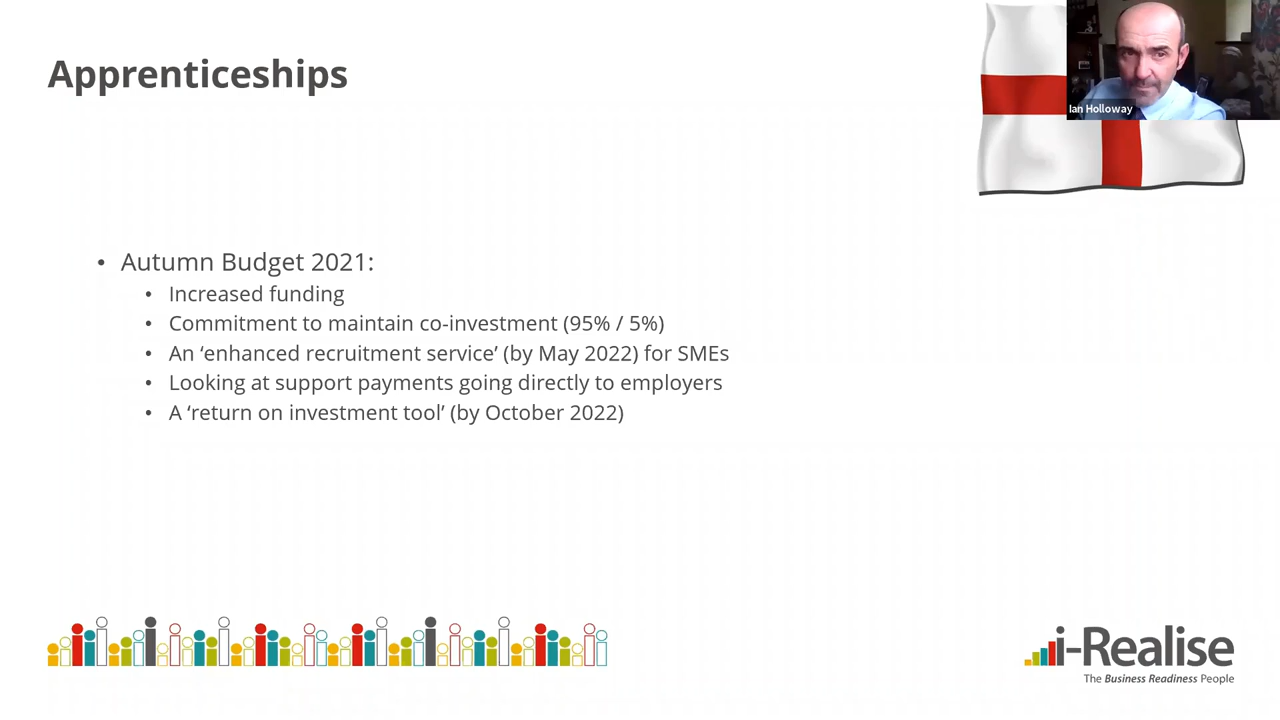 Apprenticeships
Ian Holloway
• Autumn Budget 2021:
• Increased funding
• Commitment to maintain co-investment (95% / 5%)
• An ‘enhanced recruitment service’ (by May 2022) for SMEs
• Looking at support payments going directly to employers
• A ‘return on investment tool’ (by October 2022)
i-Realise
The Business Readiness People